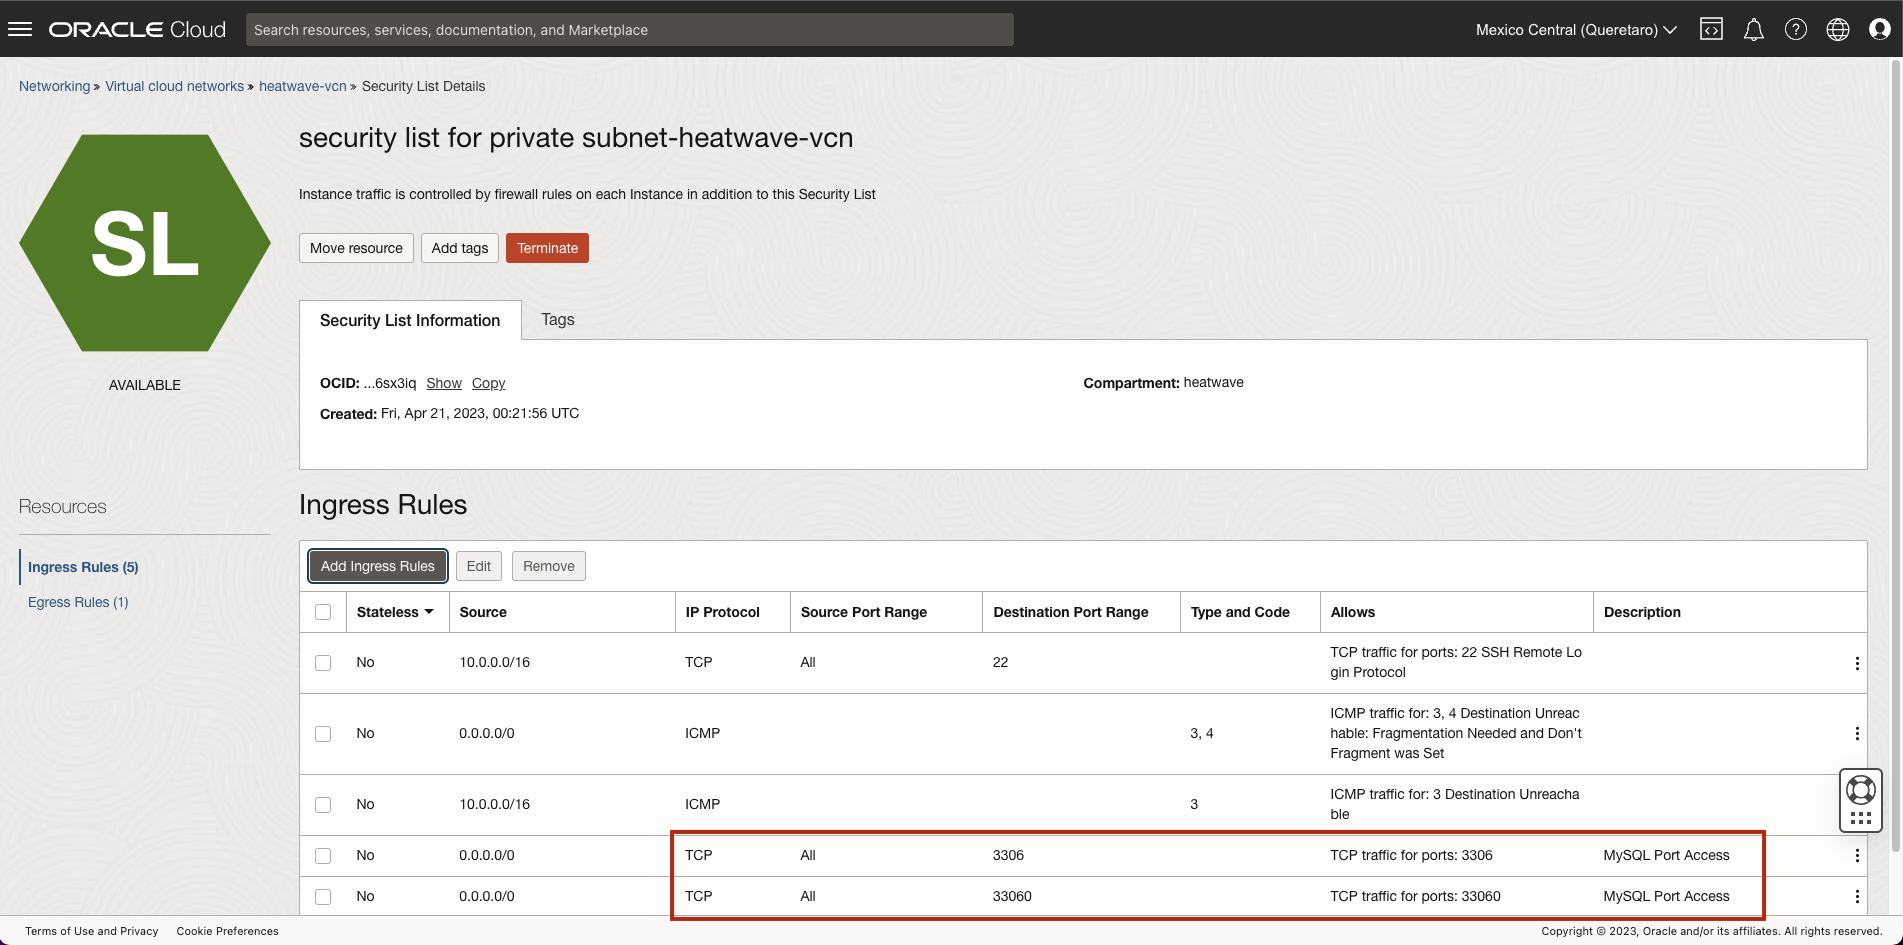 ORACLE Cloud
Search resources, services, documentation, and Marketplace
Mexico Central (Queretaro)
Networking » Virtual cloud networks » heatwave-vcn » Security List Details
SL
AVAILABLE
security list for private subnet-heatwave-vcn
Instance traffic is controlled by firewall rules on each Instance in addition to this Security List
Move resource Add tags Terminate
Security List Information Tags
OCID: ...6sx3iq Show Copy
Compartment: heatwave
Created: Fri, Apr 21, 2023, 00:21:56 UTC
Resources
Ingress Rules (5)
Egress Rules (1)
Ingress Rules
Add Ingress Rules Edit Remove
Stateless Source IP Protocol Source Port Range Destination Port Range Type and Code Allows Description
No 10.0.0.0/16 TCP All 22 TCP traffic for ports: 22 SSH Remote Lo
gin Protocol
No 0.0.0.0/0 ICMP 3, 4 ICMP traffic for: 3, 4 Destination Unreac
hable: Fragmentation Needed and Don't
Fragment was Set
No 10.0.0.0/16 ICMP 3 ICMP traffic for: 3 Destination Unreacha
ble
No 0.0.0.0/0 TCP All 3306 TCP traffic for ports: 3306 MySQL Port Access
No 0.0.0.0/0 TCP All 33060 TCP traffic for ports: 33060 MySQL Port Access
Terms of Use and Privacy Cookie Preferences
Copyright © 2023, Oracle and/or its affiliates. All rights reserved.